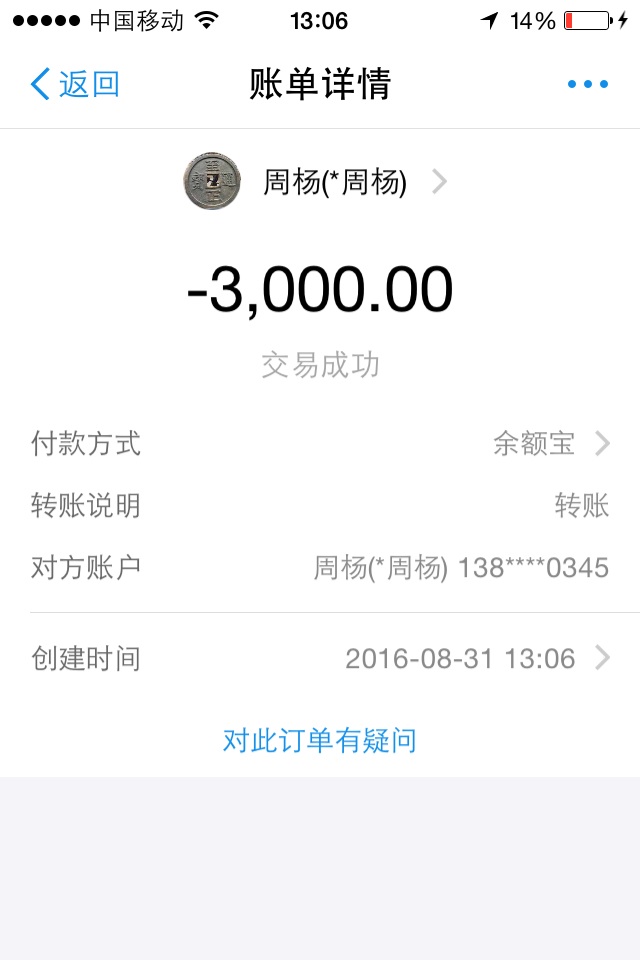 中国移动 13:06 14%
返回 账单详情
周杨(*周杨)
-3,000.00
交易成功
付款方式 余额宝
转账说明 转账
对方账户 周杨(*周杨) 138****0345
创建时间 2016-08-31 13:06
对此订单有疑问